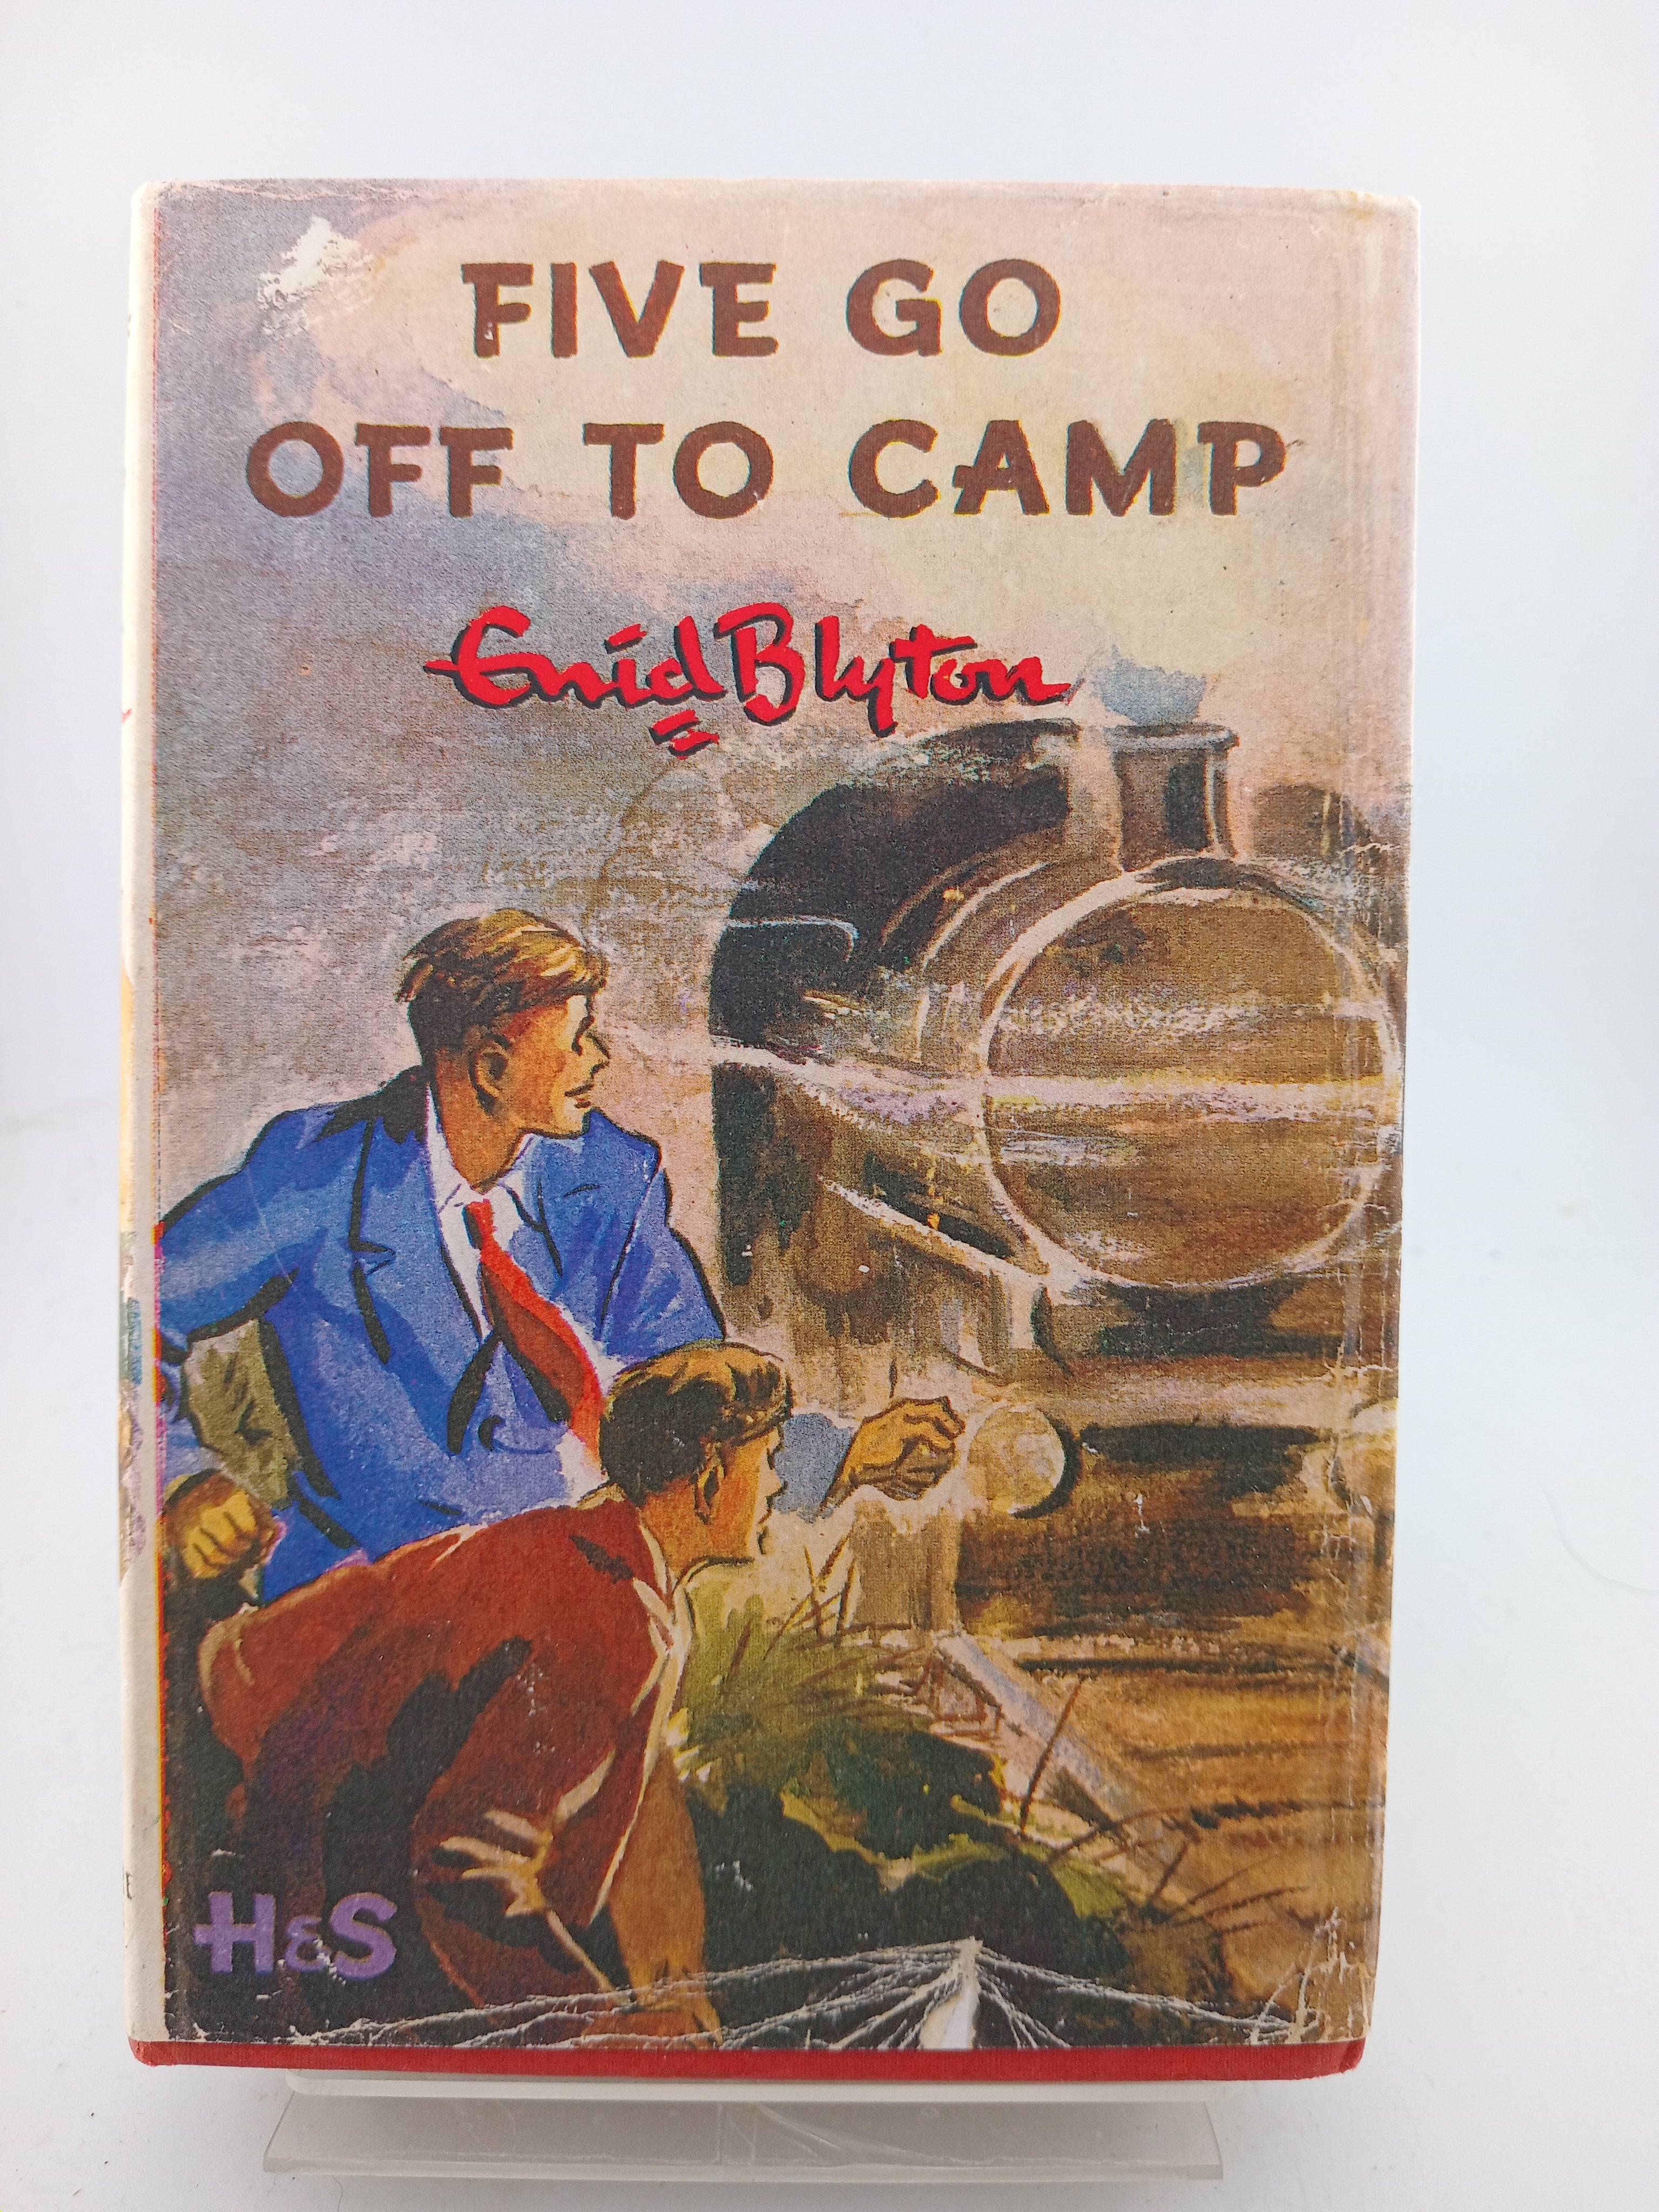 FIVE GO
OFF TO CAMP
Enid Blyton
H&S